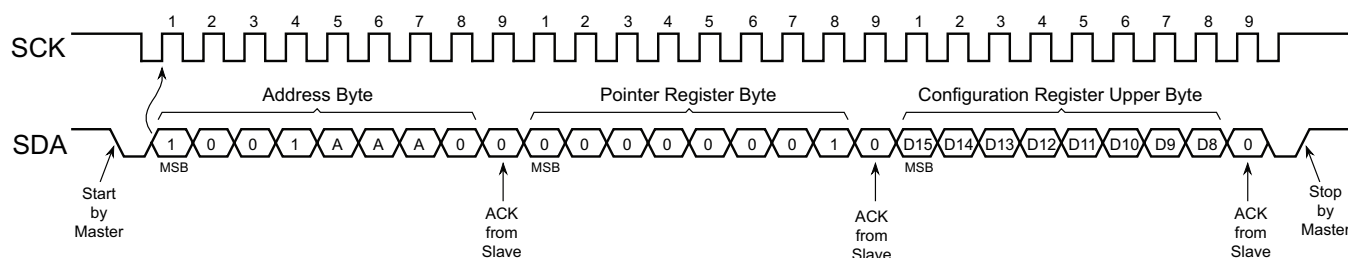 1 2 3 4 5 6 7 8 9 1 2 3 4 5 6 7 8 9 1 2 3 4 5 6 7 8 9
SCK
Address Byte Pointer Register Byte Configuration Register Upper Byte
SDA 1 0 0 1 A A A 0 0 0 0 0 0 0 0 0 1 0 D15 D14 D13 D12 D11 D10 D9 D8 0
MSB MSB MSB
Start
by
Master
ACK
from
Slave
ACK
from
Slave
ACK
from
Slave
Stop
by
Master